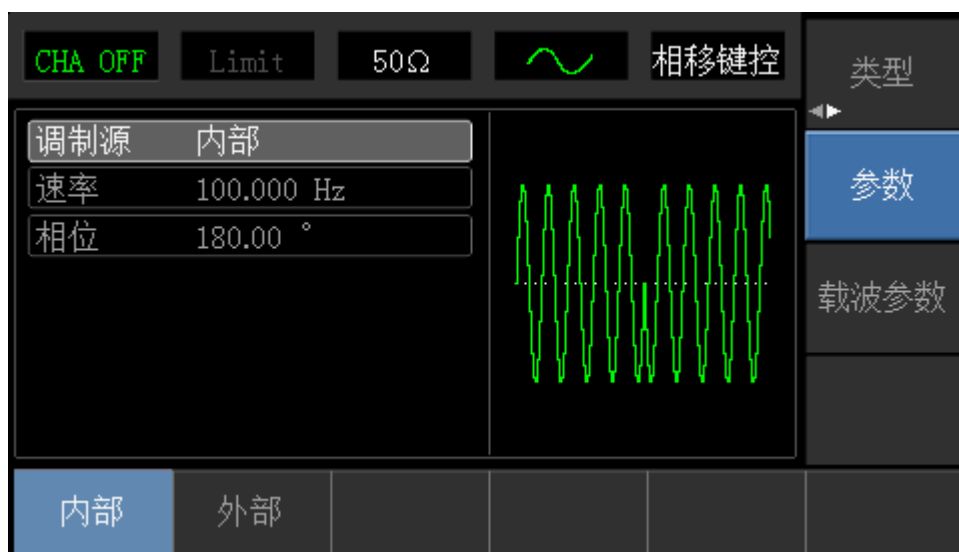 CHA OFF Limit 50Ω 相移键控
类型
调制源 内部
速率 100.000 Hz
相位 180.00 °
参数
载波参数
内部 外部